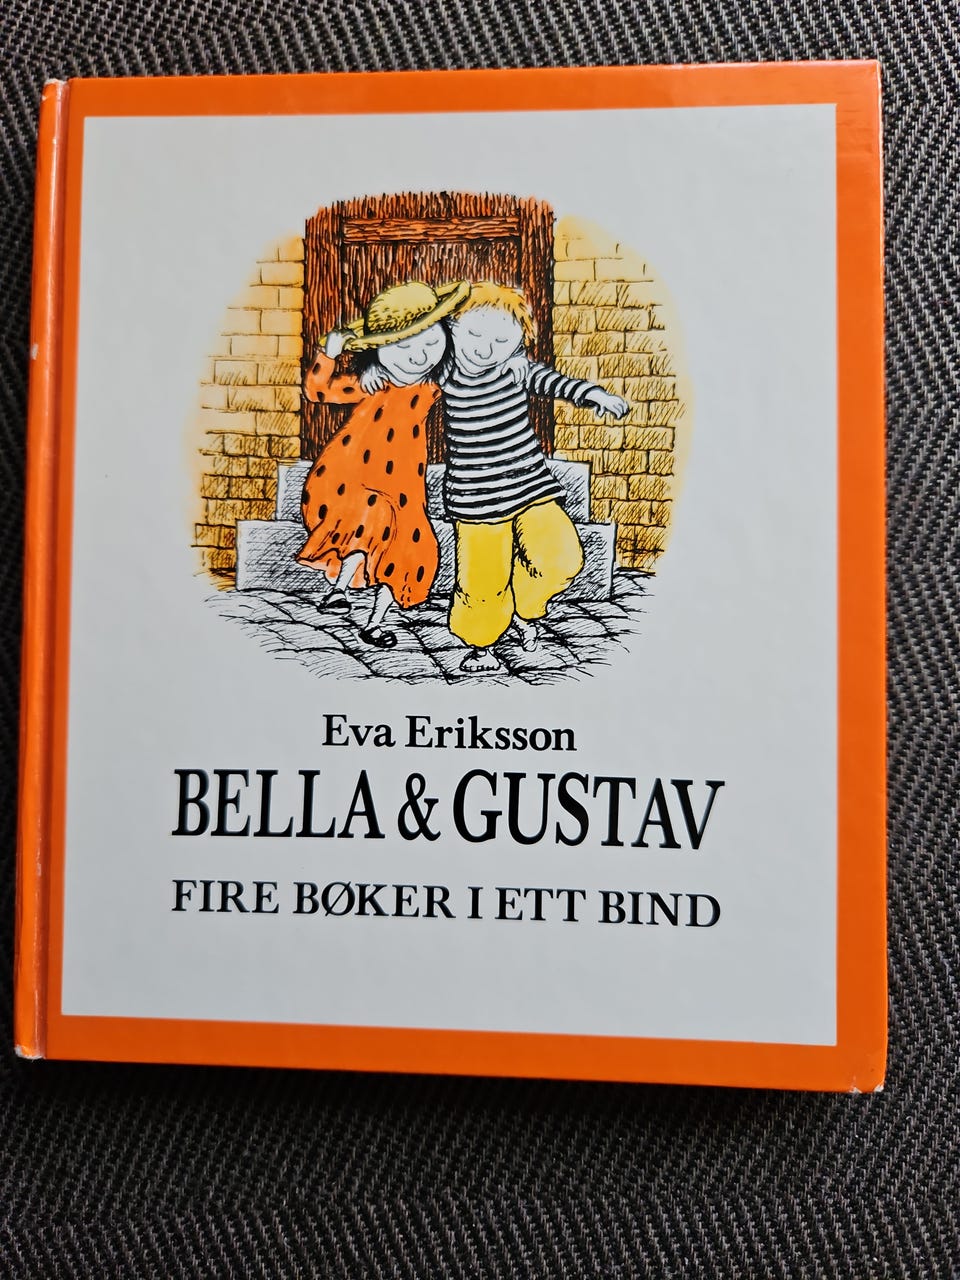 Eva Eriksson
BELLA & GUSTAV
FIRE BØKER I ETT BIND